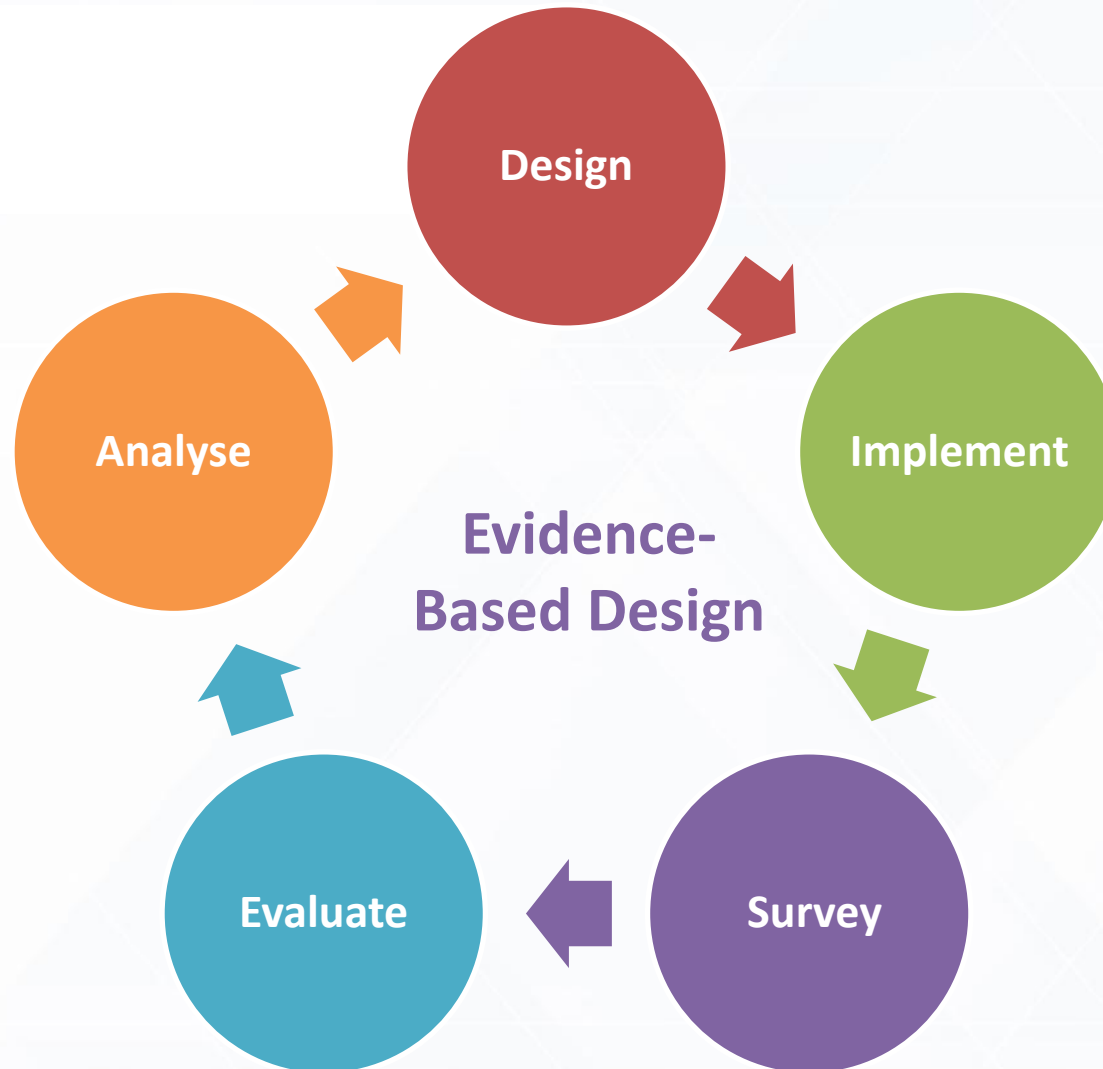 Design
Implement
Survey
Evaluate
Analyse
Evidence-
Based Design